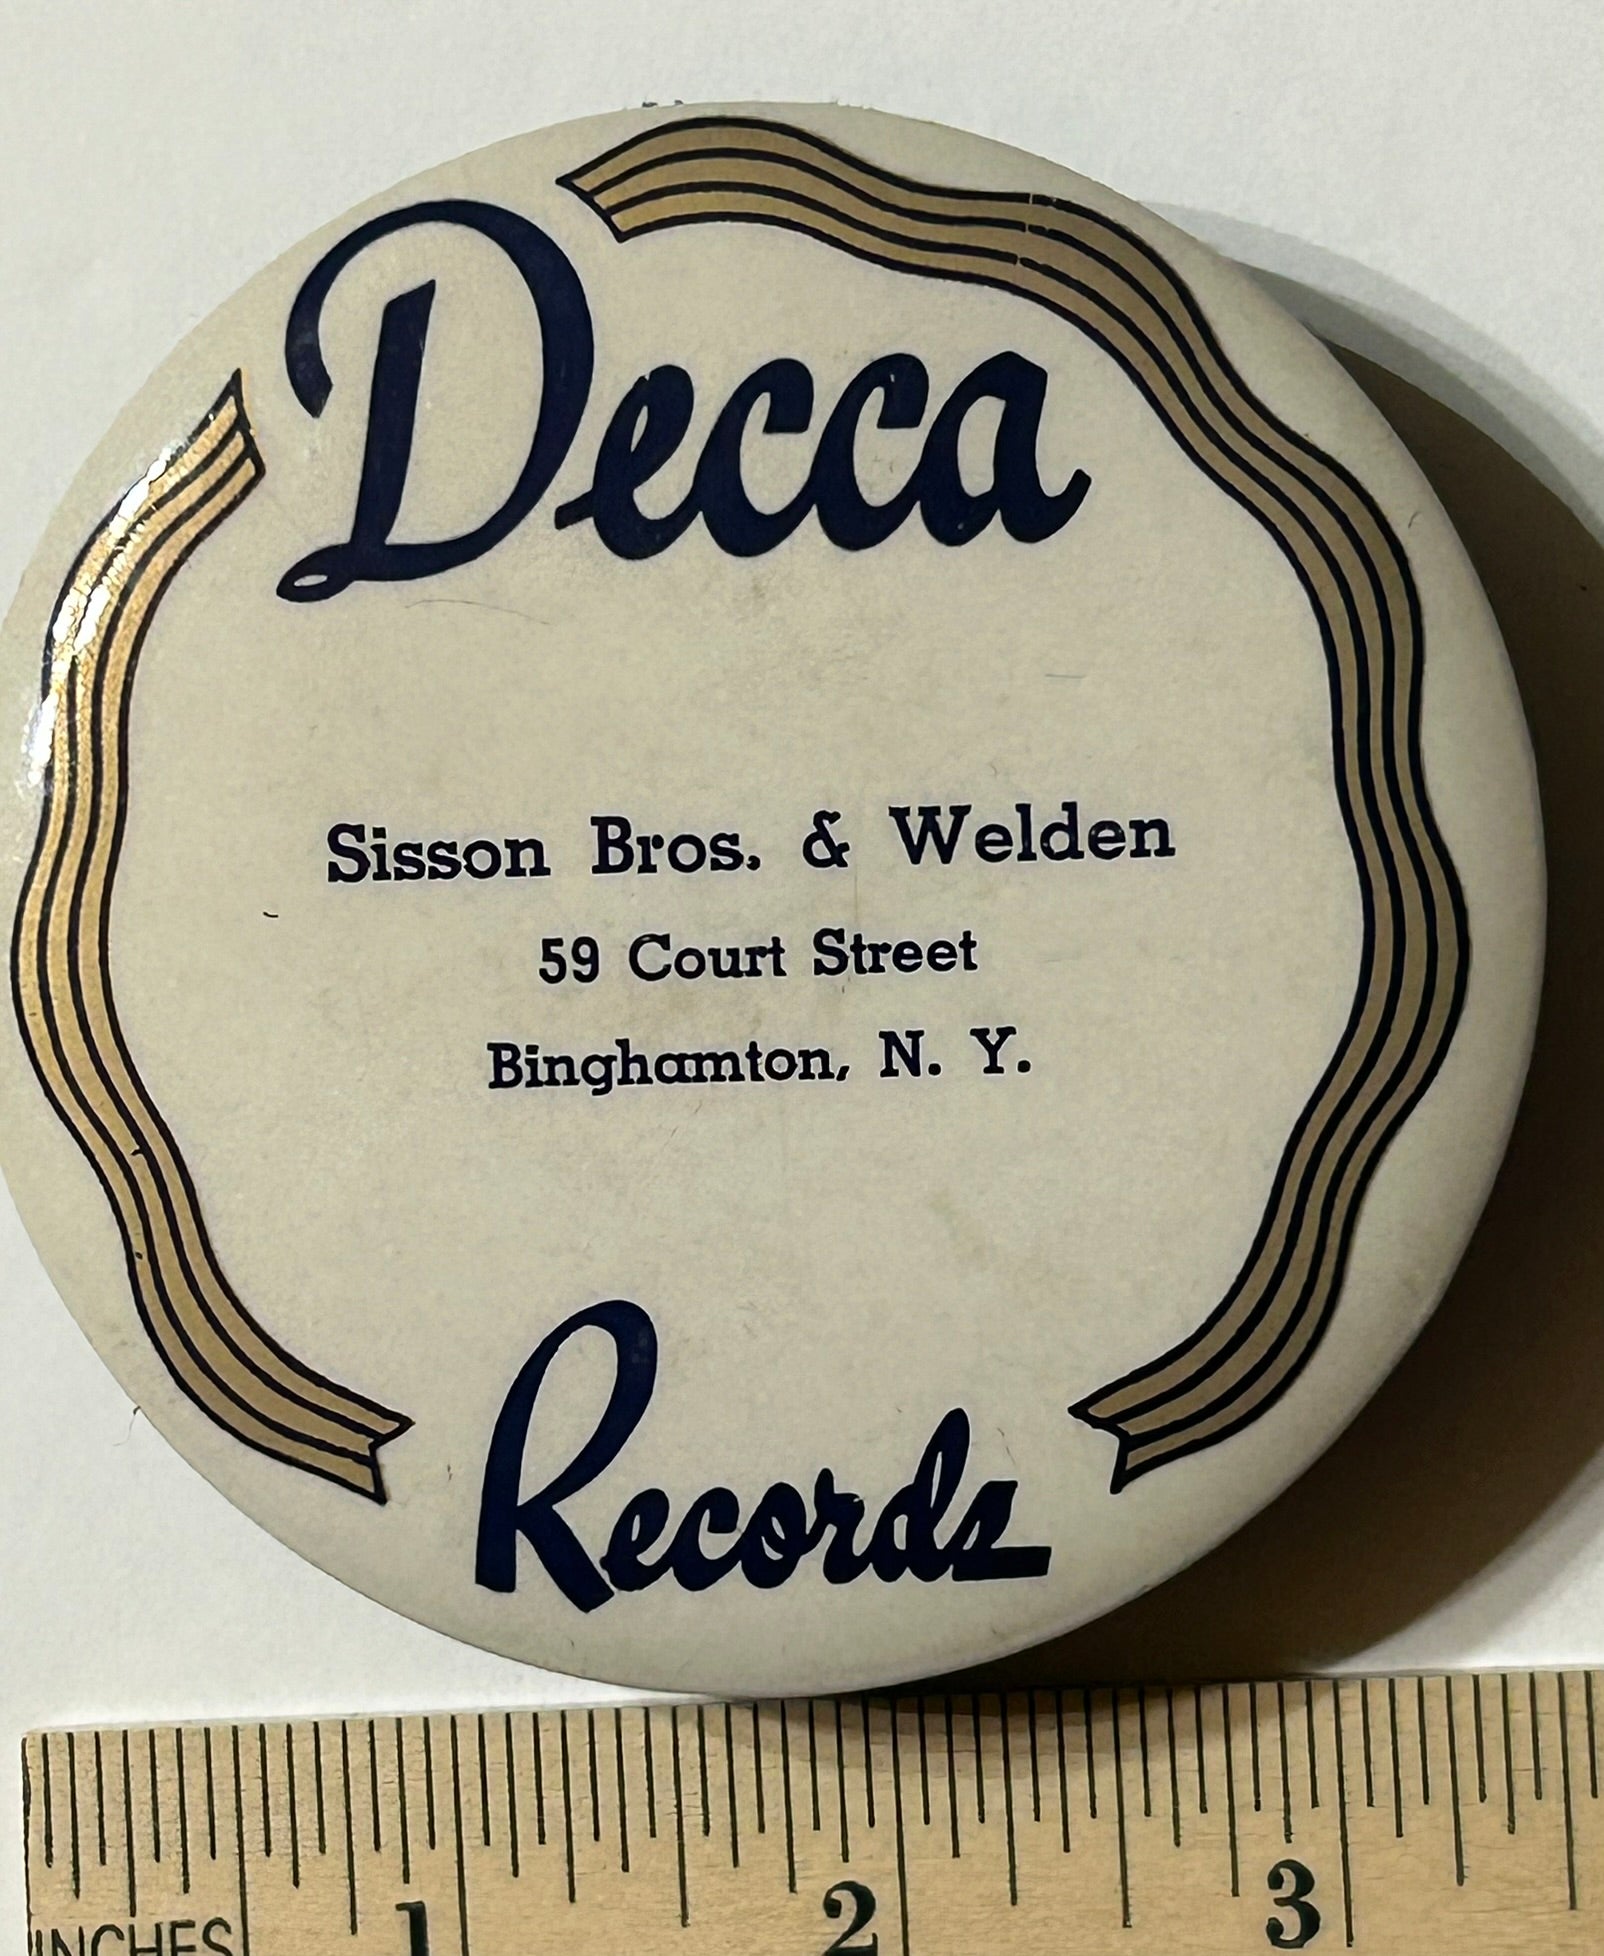 Decca
Sisson Bros. & Welden
59 Court Street
Binghamton, N. Y.
Records
INCHES 1 2 3